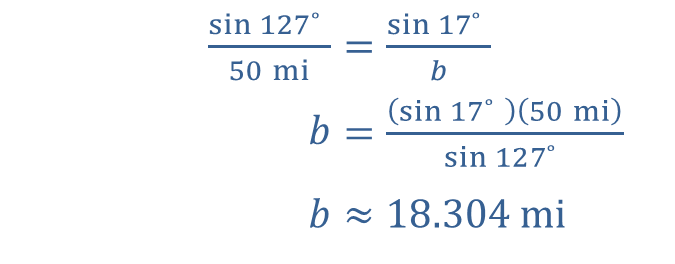 sin 127° / 50 mi = sin 17° / b
b = (sin 17° )(50 mi) / sin 127°
b ≈ 18.304 mi